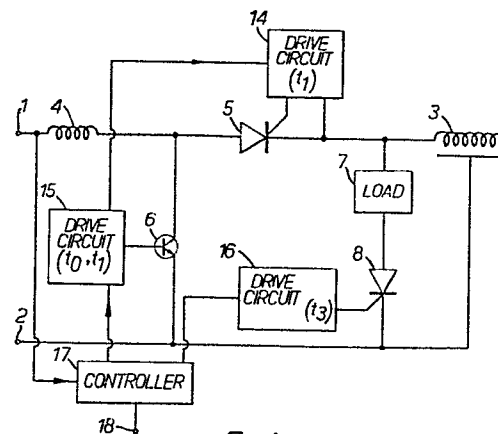 14
DRIVE
CIRCUIT
(t1)
1
4
5
3
7
LOAD
15
DRIVE
CIRCUIT
(t0, t1)
6
8
16
DRIVE
CIRCUIT
(t3)
2
17
CONTROLLER
18